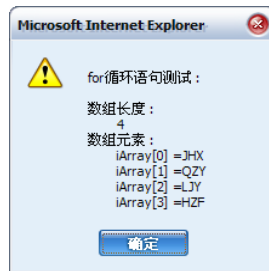 Microsoft Internet Explorer
for循环语句测试：
数组长度：
4
数组元素：
iArray[0] =JHX
iArray[1] =QZY
iArray[2] =LJY
iArray[3] =HZF
确定